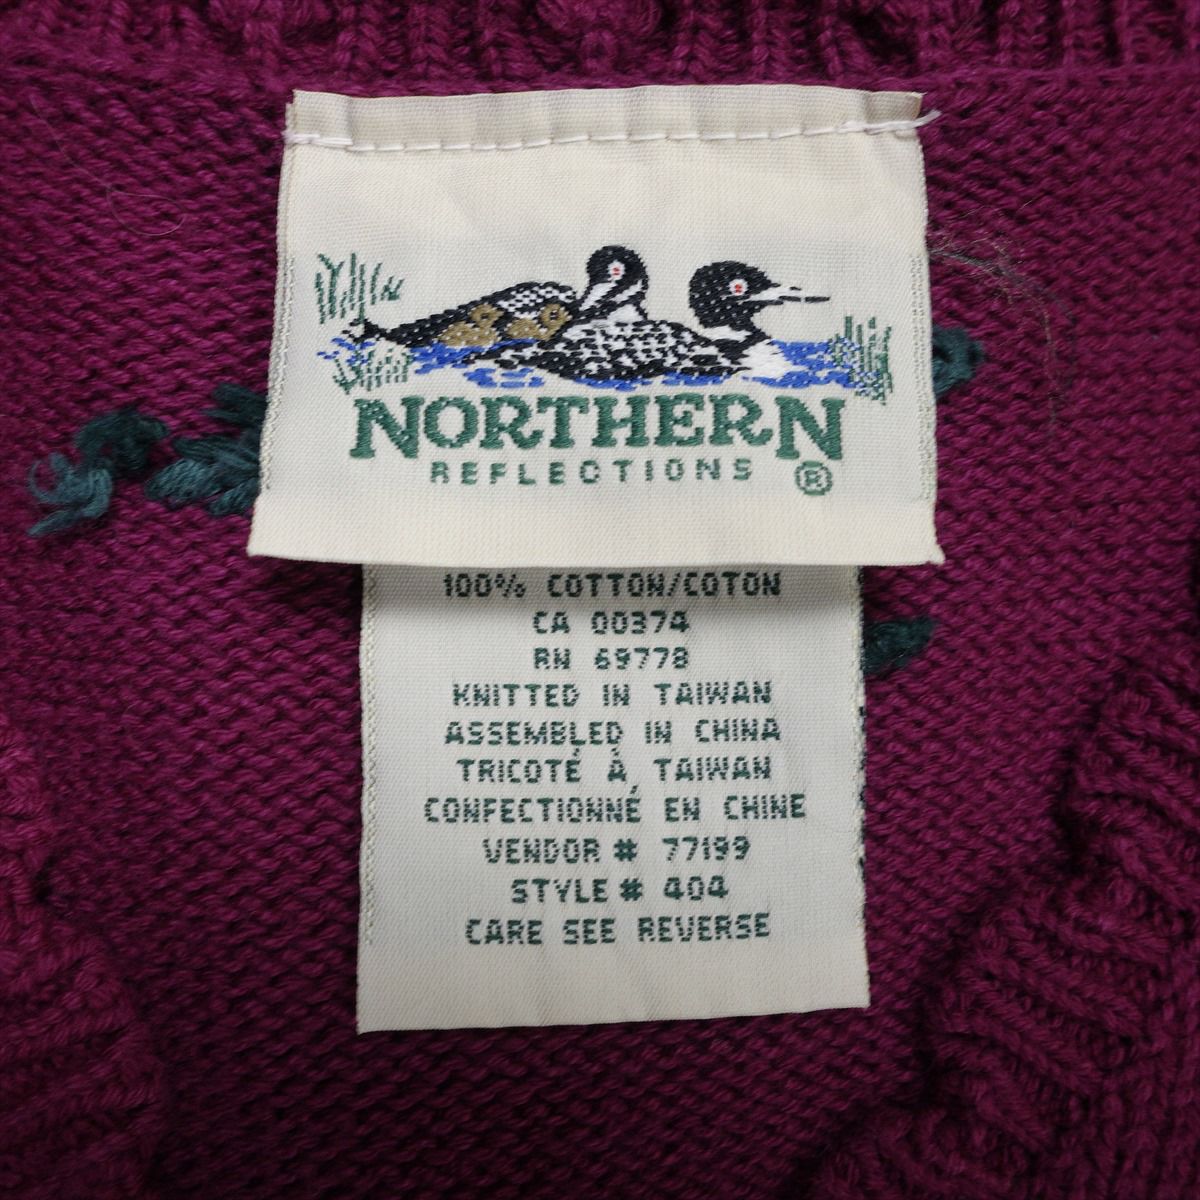 NORTHERN
REFLECTIONS ®
100% COTTON/COTON
CA 00374
RN 69778
KNITTED IN TAIWAN
ASSEMBLED IN CHINA
TRICOTÉ À TAIWAN
CONFECTIONNÉ EN CHINE
VENDOR # 77199
STYLE # 404
CARE SEE REVERSE